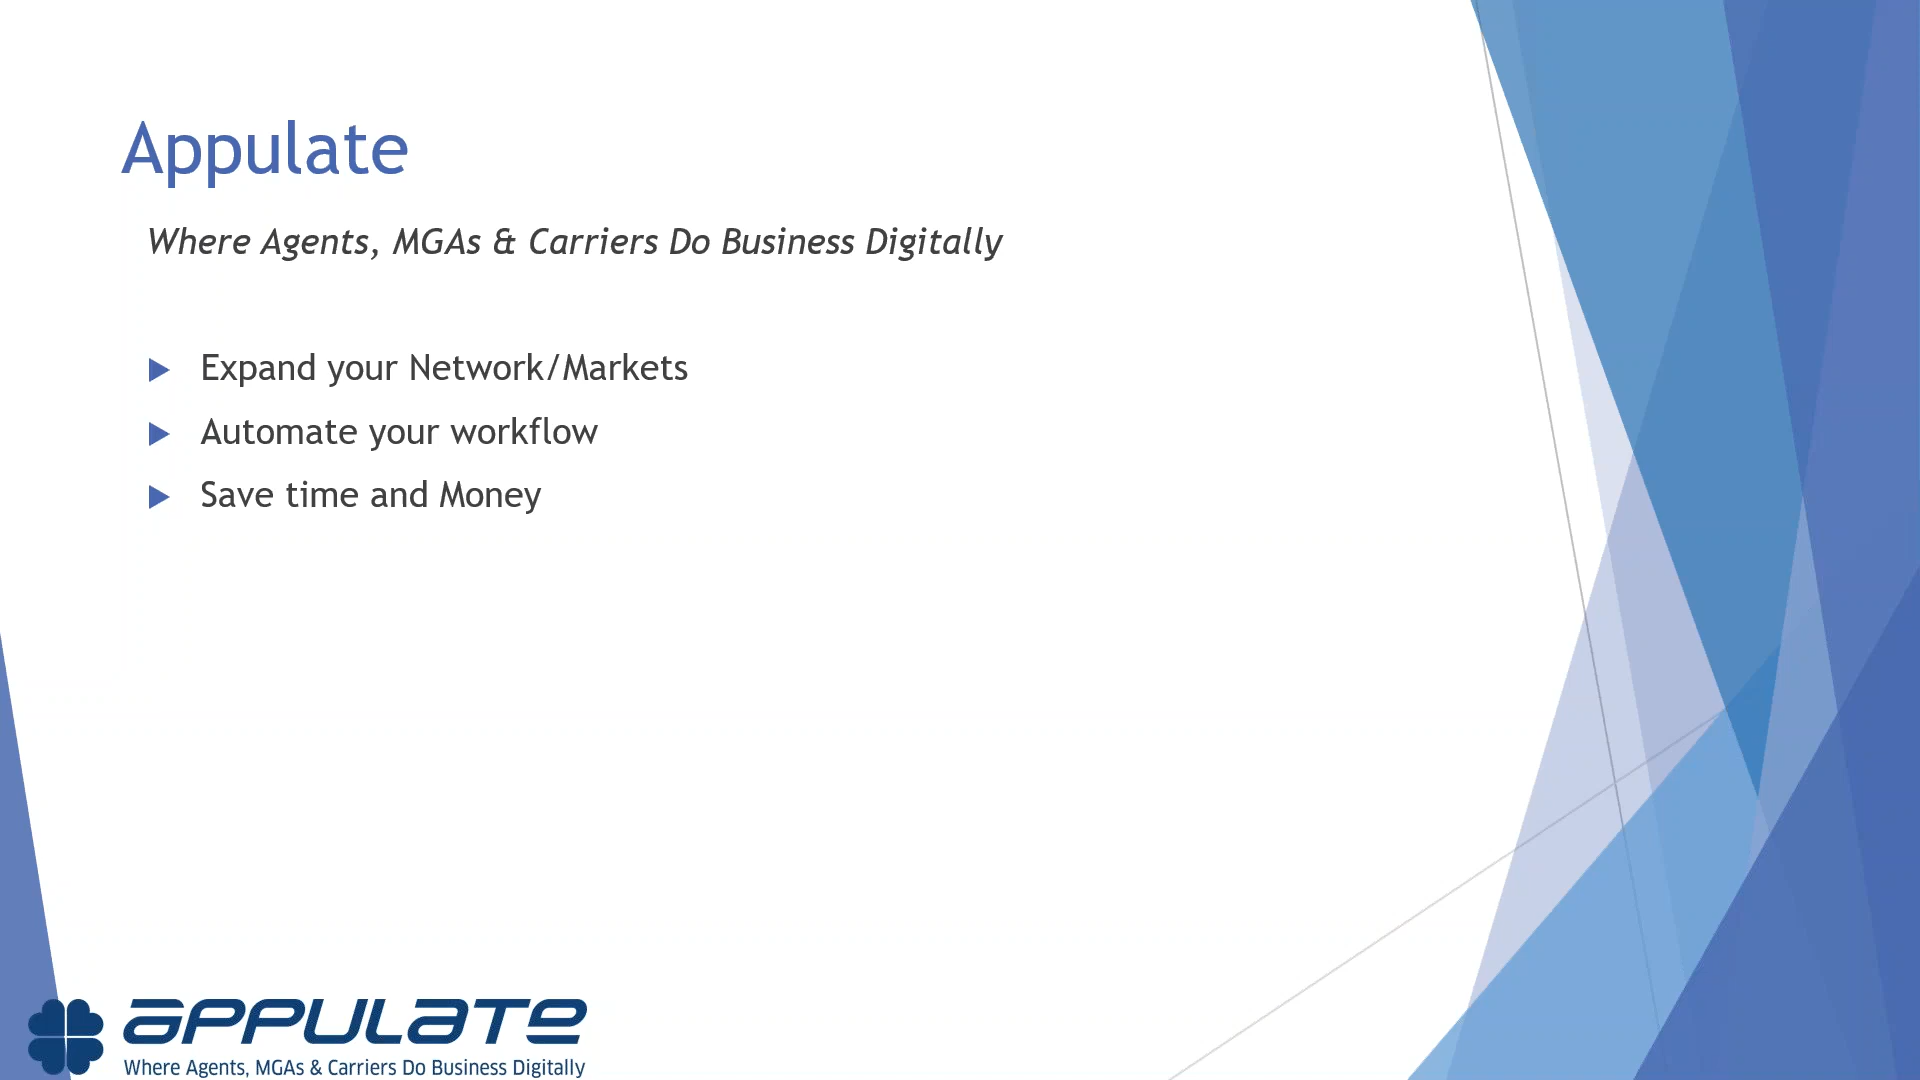 Appulate
Where Agents, MGAs & Carriers Do Business Digitally
Expand your Network/Markets
Automate your workflow
Save time and Money
APPULATE
Where Agents, MGAs & Carriers Do Business Digitally